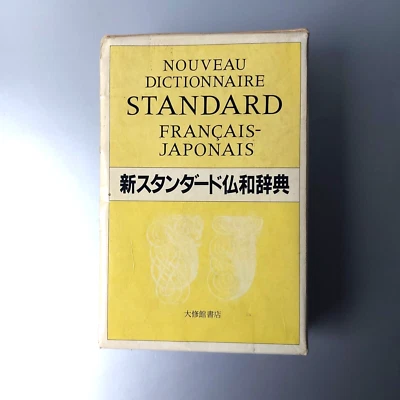 NOUVEAU
DICTIONNAIRE
STANDARD
FRANÇAIS-
JAPONAIS
新スタンダード仏和辞典
大修館書店